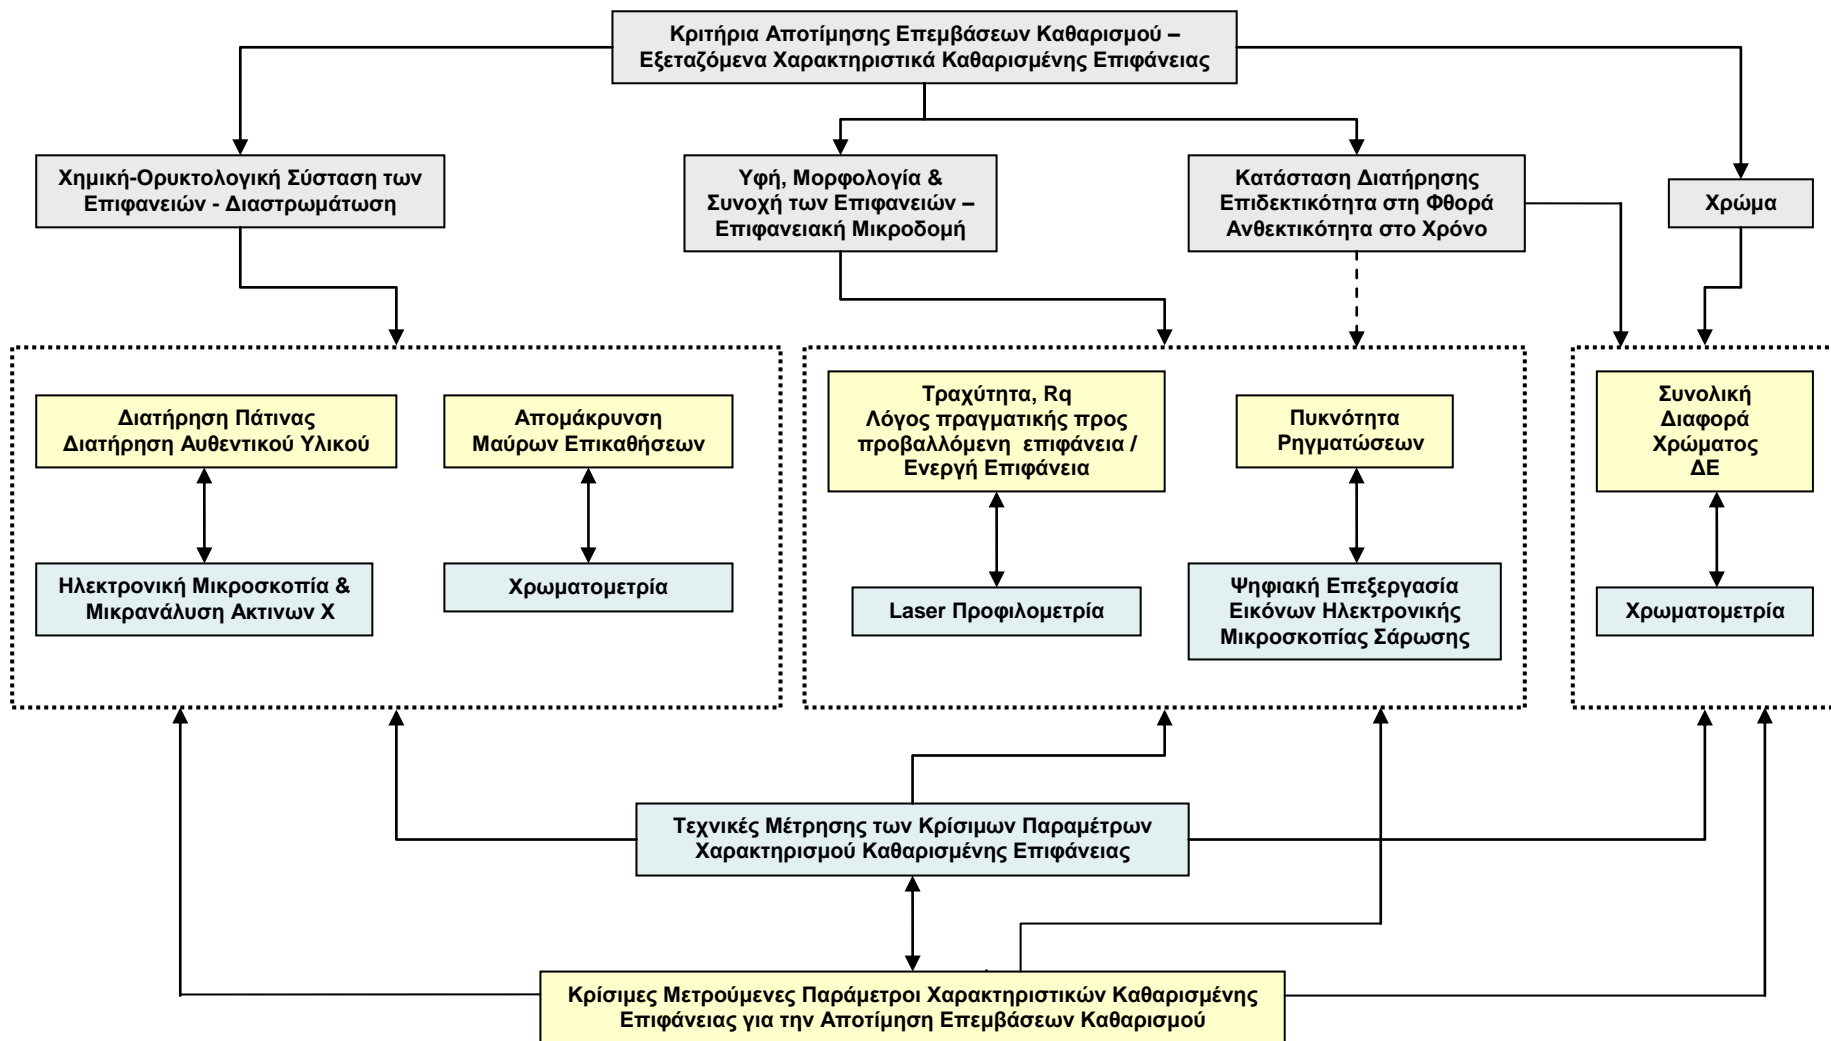 Κριτήρια Αποτίμησης Επεμβάσεων Καθαρισμού –
Εξεταζόμενα Χαρακτηριστικά Καθαρισμένης Επιφάνειας
Χημική-Ορυκτολογική Σύσταση των
Επιφανειών - Διαστρωμάτωση
Υφή, Μορφολογία &
Συνοχή των Επιφανειών –
Επιφανειακή Μικροδομή
Κατάσταση Διατήρησης
Επιδεκτικότητα στη Φθορά
Ανθεκτικότητα στο Χρόνο
Χρώμα
Διατήρηση Πάτινας
Διατήρηση Αυθεντικού Υλικού
Απομάκρυνση
Μαύρων Επικαθήσεων
Τραχύτητα, Rq
Λόγος πραγματικής προς
προβαλλόμενη επιφάνεια /
Ενεργή Επιφάνεια
Πυκνότητα
Ρηγματώσεων
Συνολική
Διαφορά
Χρώματος
ΔΕ
Ηλεκτρονική Μικροσκοπία &
Μικρανάλυση Ακτινων Χ
Χρωματομετρία
Laser Προφιλομετρία
Ψηφιακή Επεξεργασία
Εικόνων Ηλεκτρονικής
Μικροσκοπίας Σάρωσης
Χρωματομετρία
Τεχνικές Μέτρησης των Κρίσιμων Παραμέτρων
Χαρακτηρισμού Καθαρισμένης Επιφάνειας
Κρίσιμες Μετρούμενες Παράμετροι Χαρακτηριστικών Καθαρισμένης
Επιφάνειας για την Αποτίμηση Επεμβάσεων Καθαρισμού